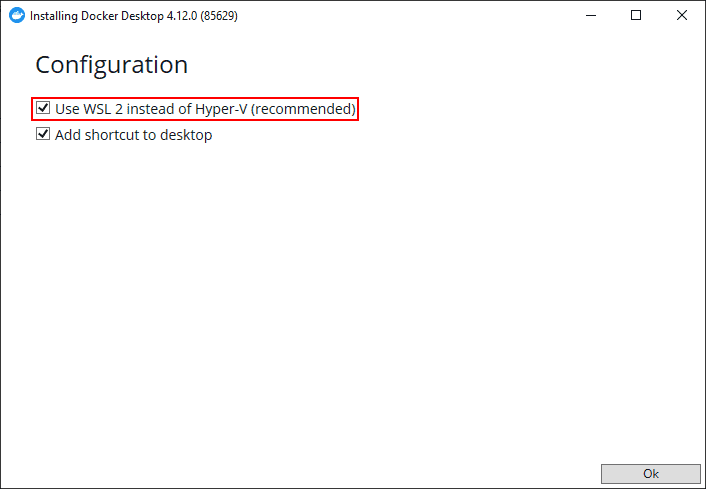 Installing Docker Desktop 4.12.0 (85629)
Configuration
Use WSL 2 instead of Hyper-V (recommended)
Add shortcut to desktop
Ok